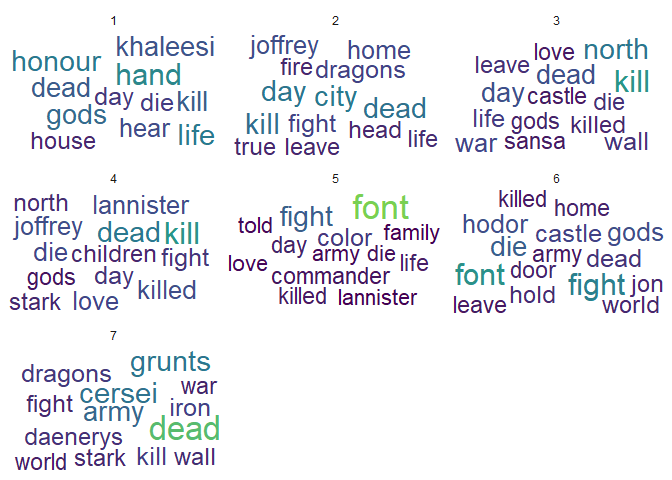 1
khaleesi
honour
hand
dead
day die kill
gods
hear life
house
2
joffrey home
fire dragons
day city
dead
kill fight
head life
true leave
3
love north
leave dead kill
day castle die
life gods killed
war sansa wall
4
north lannister
joffrey dead kill
die children fight
gods day
stark love killed
5
told fight font
day color family
love army die life
commander
killed lannister
6
killed home
hodor castle gods
die army dead
font door fight jon
leave hold world
7
dragons grunts
cersei war
fight army iron
daenerys dead
world stark kill wall